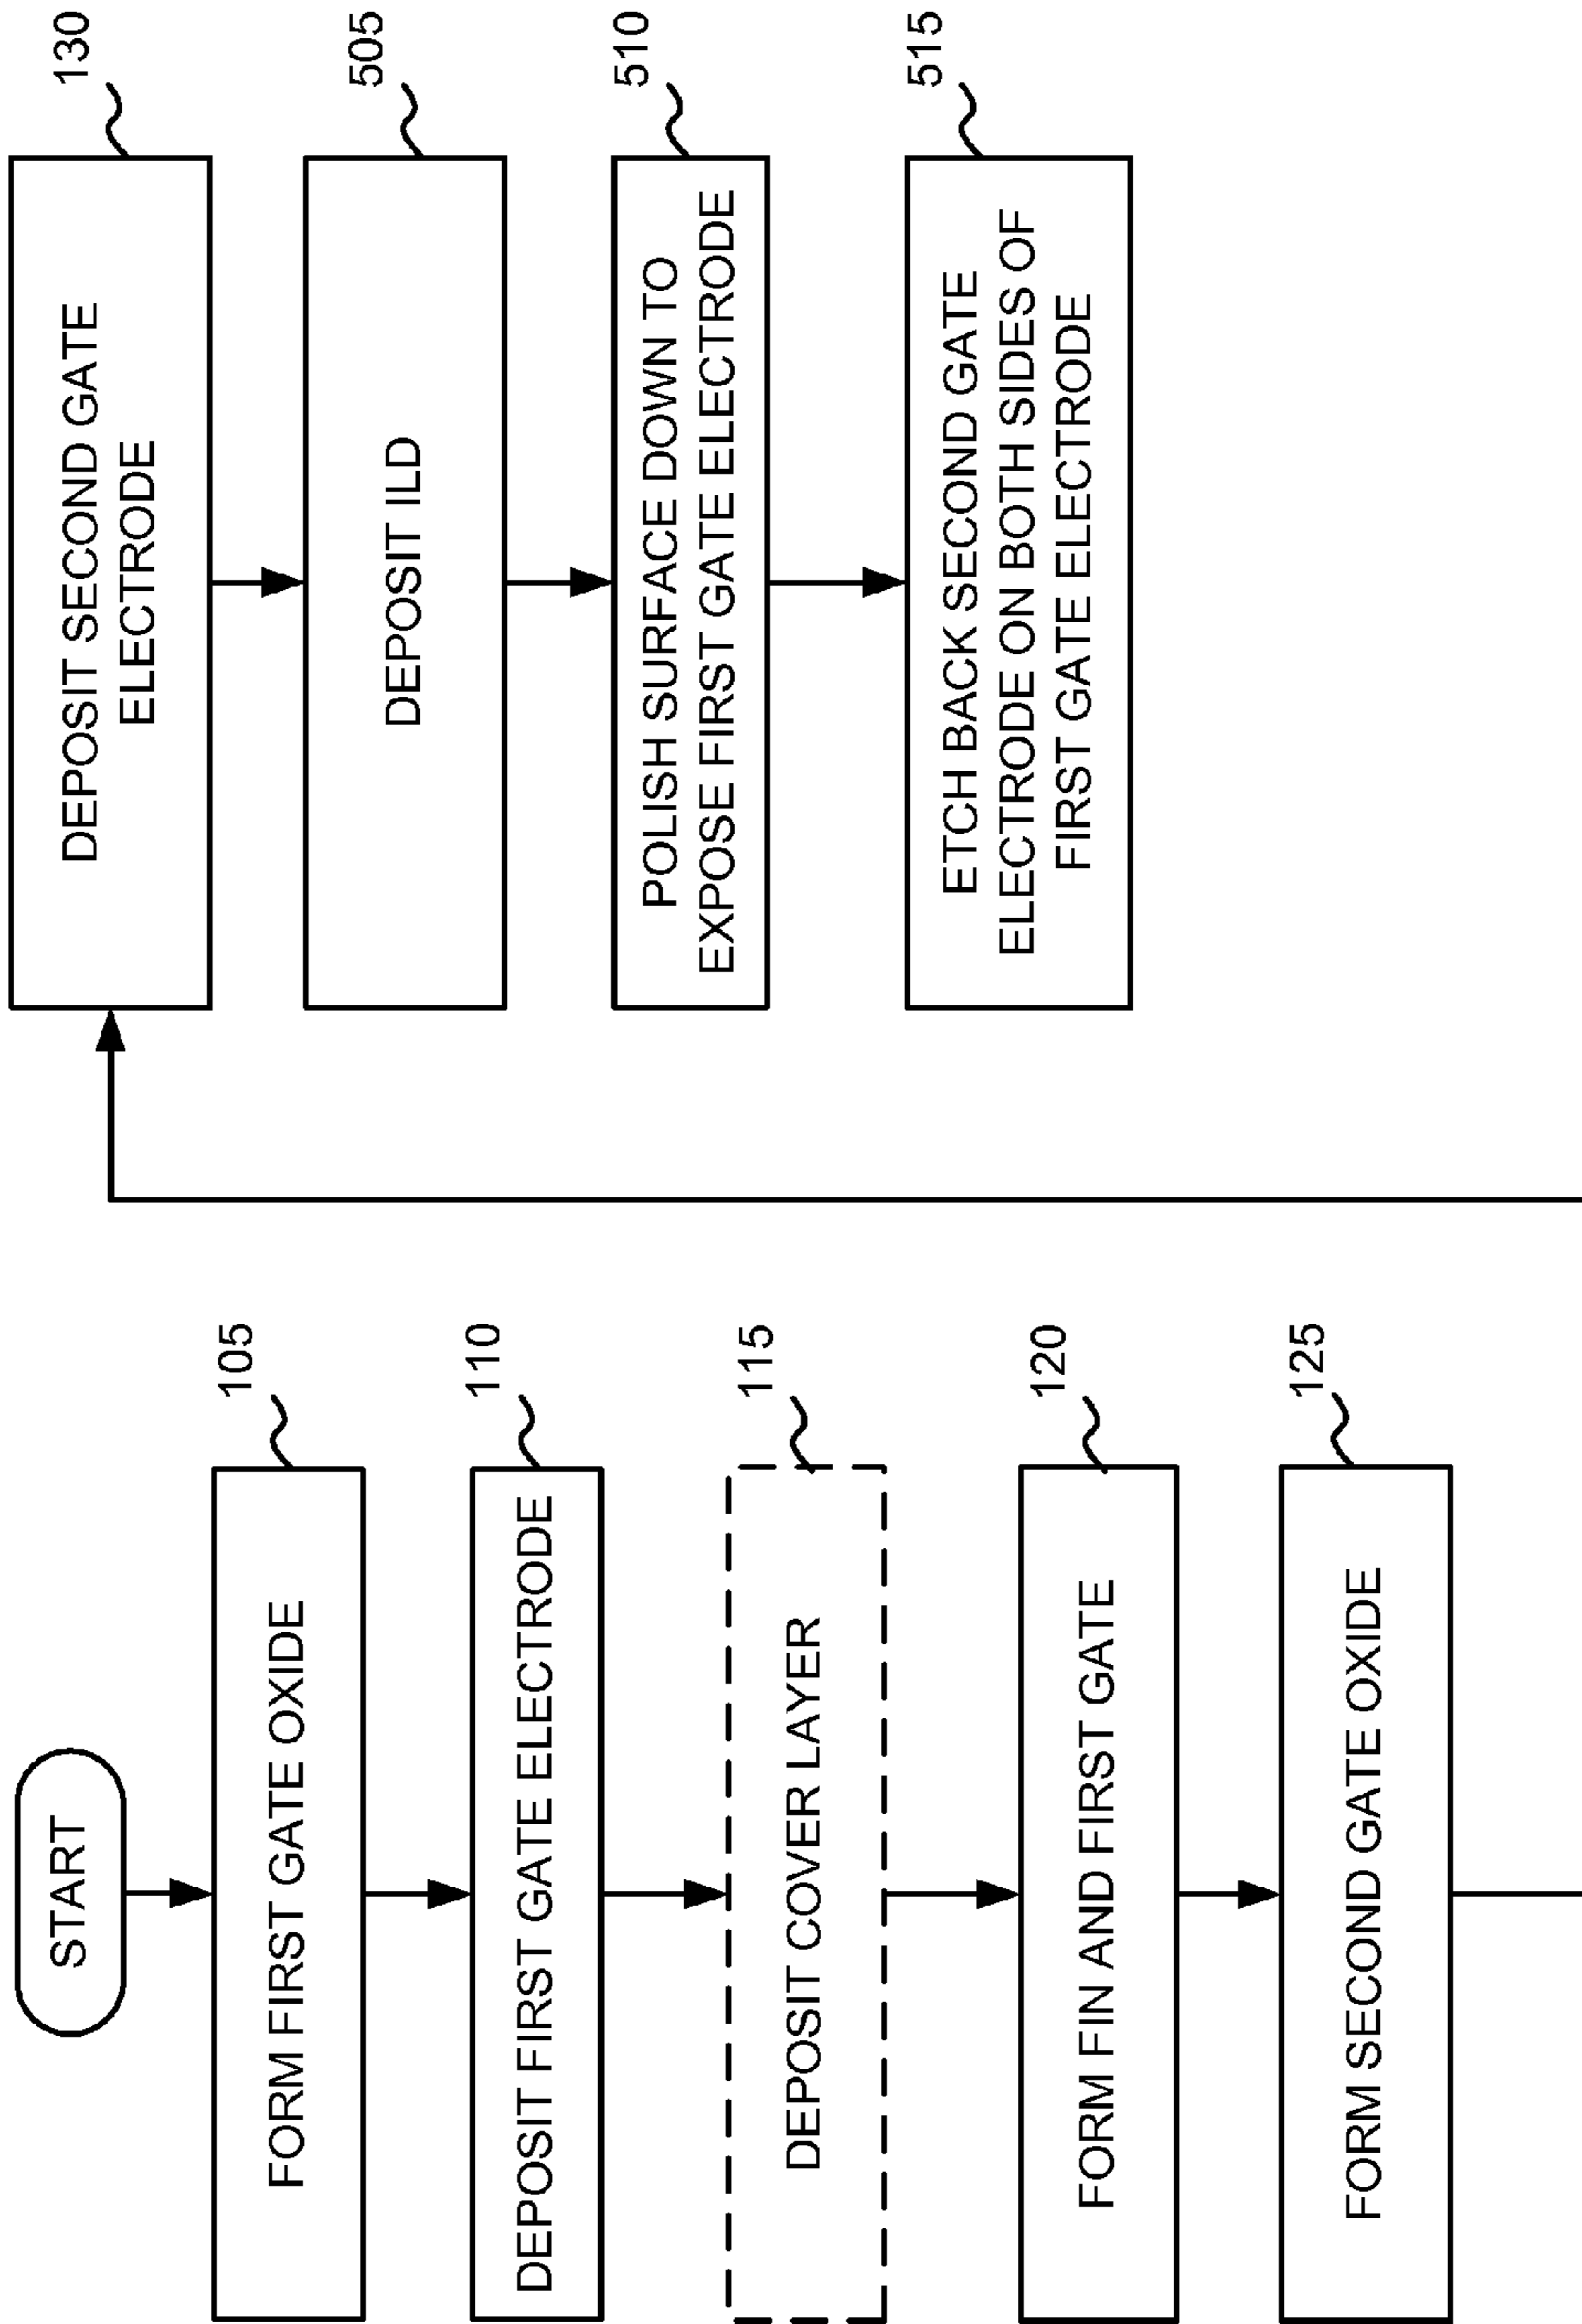 START
FORM FIRST GATE OXIDE
105
DEPOSIT FIRST GATE ELECTRODE
110
DEPOSIT COVER LAYER
115
FORM FIN AND FIRST GATE
120
FORM SECOND GATE OXIDE
125
DEPOSIT SECOND GATE
ELECTRODE
130
DEPOSIT ILD
505
POLISH SURFACE DOWN TO
EXPOSE FIRST GATE ELECTRODE
510
ETCH BACK SECOND GATE
ELECTRODE ON BOTH SIDES OF
FIRST GATE ELECTRODE
515